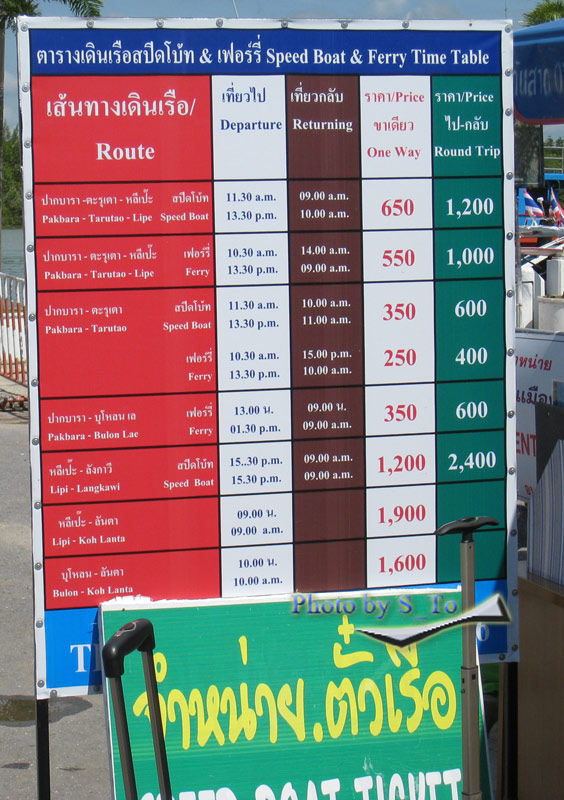 ตารางเดินเรือสปีดโบ้ท & เฟอร์รี่ Speed Boat & Ferry Time Table
เส้นทางเดินเรือ/
Route
เที่ยวไป
Departure
เที่ยวกลับ
Returning
ราคา/Price
ขาเดียว
One Way
ราคา/Price
ไป-กลับ
Round Trip
ปากบารา - ตะรุเตา - หลีเป๊ะ สปีดโบ้ท 11.30 a.m. 09.00 a.m. 650 1,200
Pakbara - Tarutao - Lipe Speed Boat 13.30 p.m. 10.00 a.m.
ปากบารา - ตะรุเตา - หลีเป๊ะ เฟอร์รี่ 10.30 a.m. 14.00 a.m. 550 1,000
Pakbara - Tarutao - Lipe Ferry 13.30 p.m. 09.00 a.m.
ปากบารา - ตะรุเตา สปีดโบ้ท 11.30 a.m. 10.00 a.m. 350 600
Pakbara - Tarutao Speed Boat 13.30 p.m. 11.00 a.m.
เฟอร์รี่ 10.30 a.m. 15.00 p.m. 250 400
Ferry 13.30 p.m. 10.00 a.m.
ปากบารา - บุโหลน เล เฟอร์รี่ 13.00 น. 09.00 น. 350 600
Pakbara - Bulon Lae Ferry 01.30 p.m. 09.00 a.m.
หลีเป๊ะ - ลังกาวี สปีดโบ้ท 15..30 p.m. 09.00 a.m. 1,200 2,400
Lipi - Langkawi Speed Boat 15.30 p.m. 09.00 a.m.
หลีเป๊ะ - ลันตา 09.00 น. 1,900
Lipi - Koh Lanta 09.00 a.m.
บุโหลน - ลันตา 10.00 น. 1,600
Bulon - Koh Lanta 10.00 a.m.
Photo by S_To
จำหน่าย.ตั๋วเรือ
SPEED BOAT TICKET